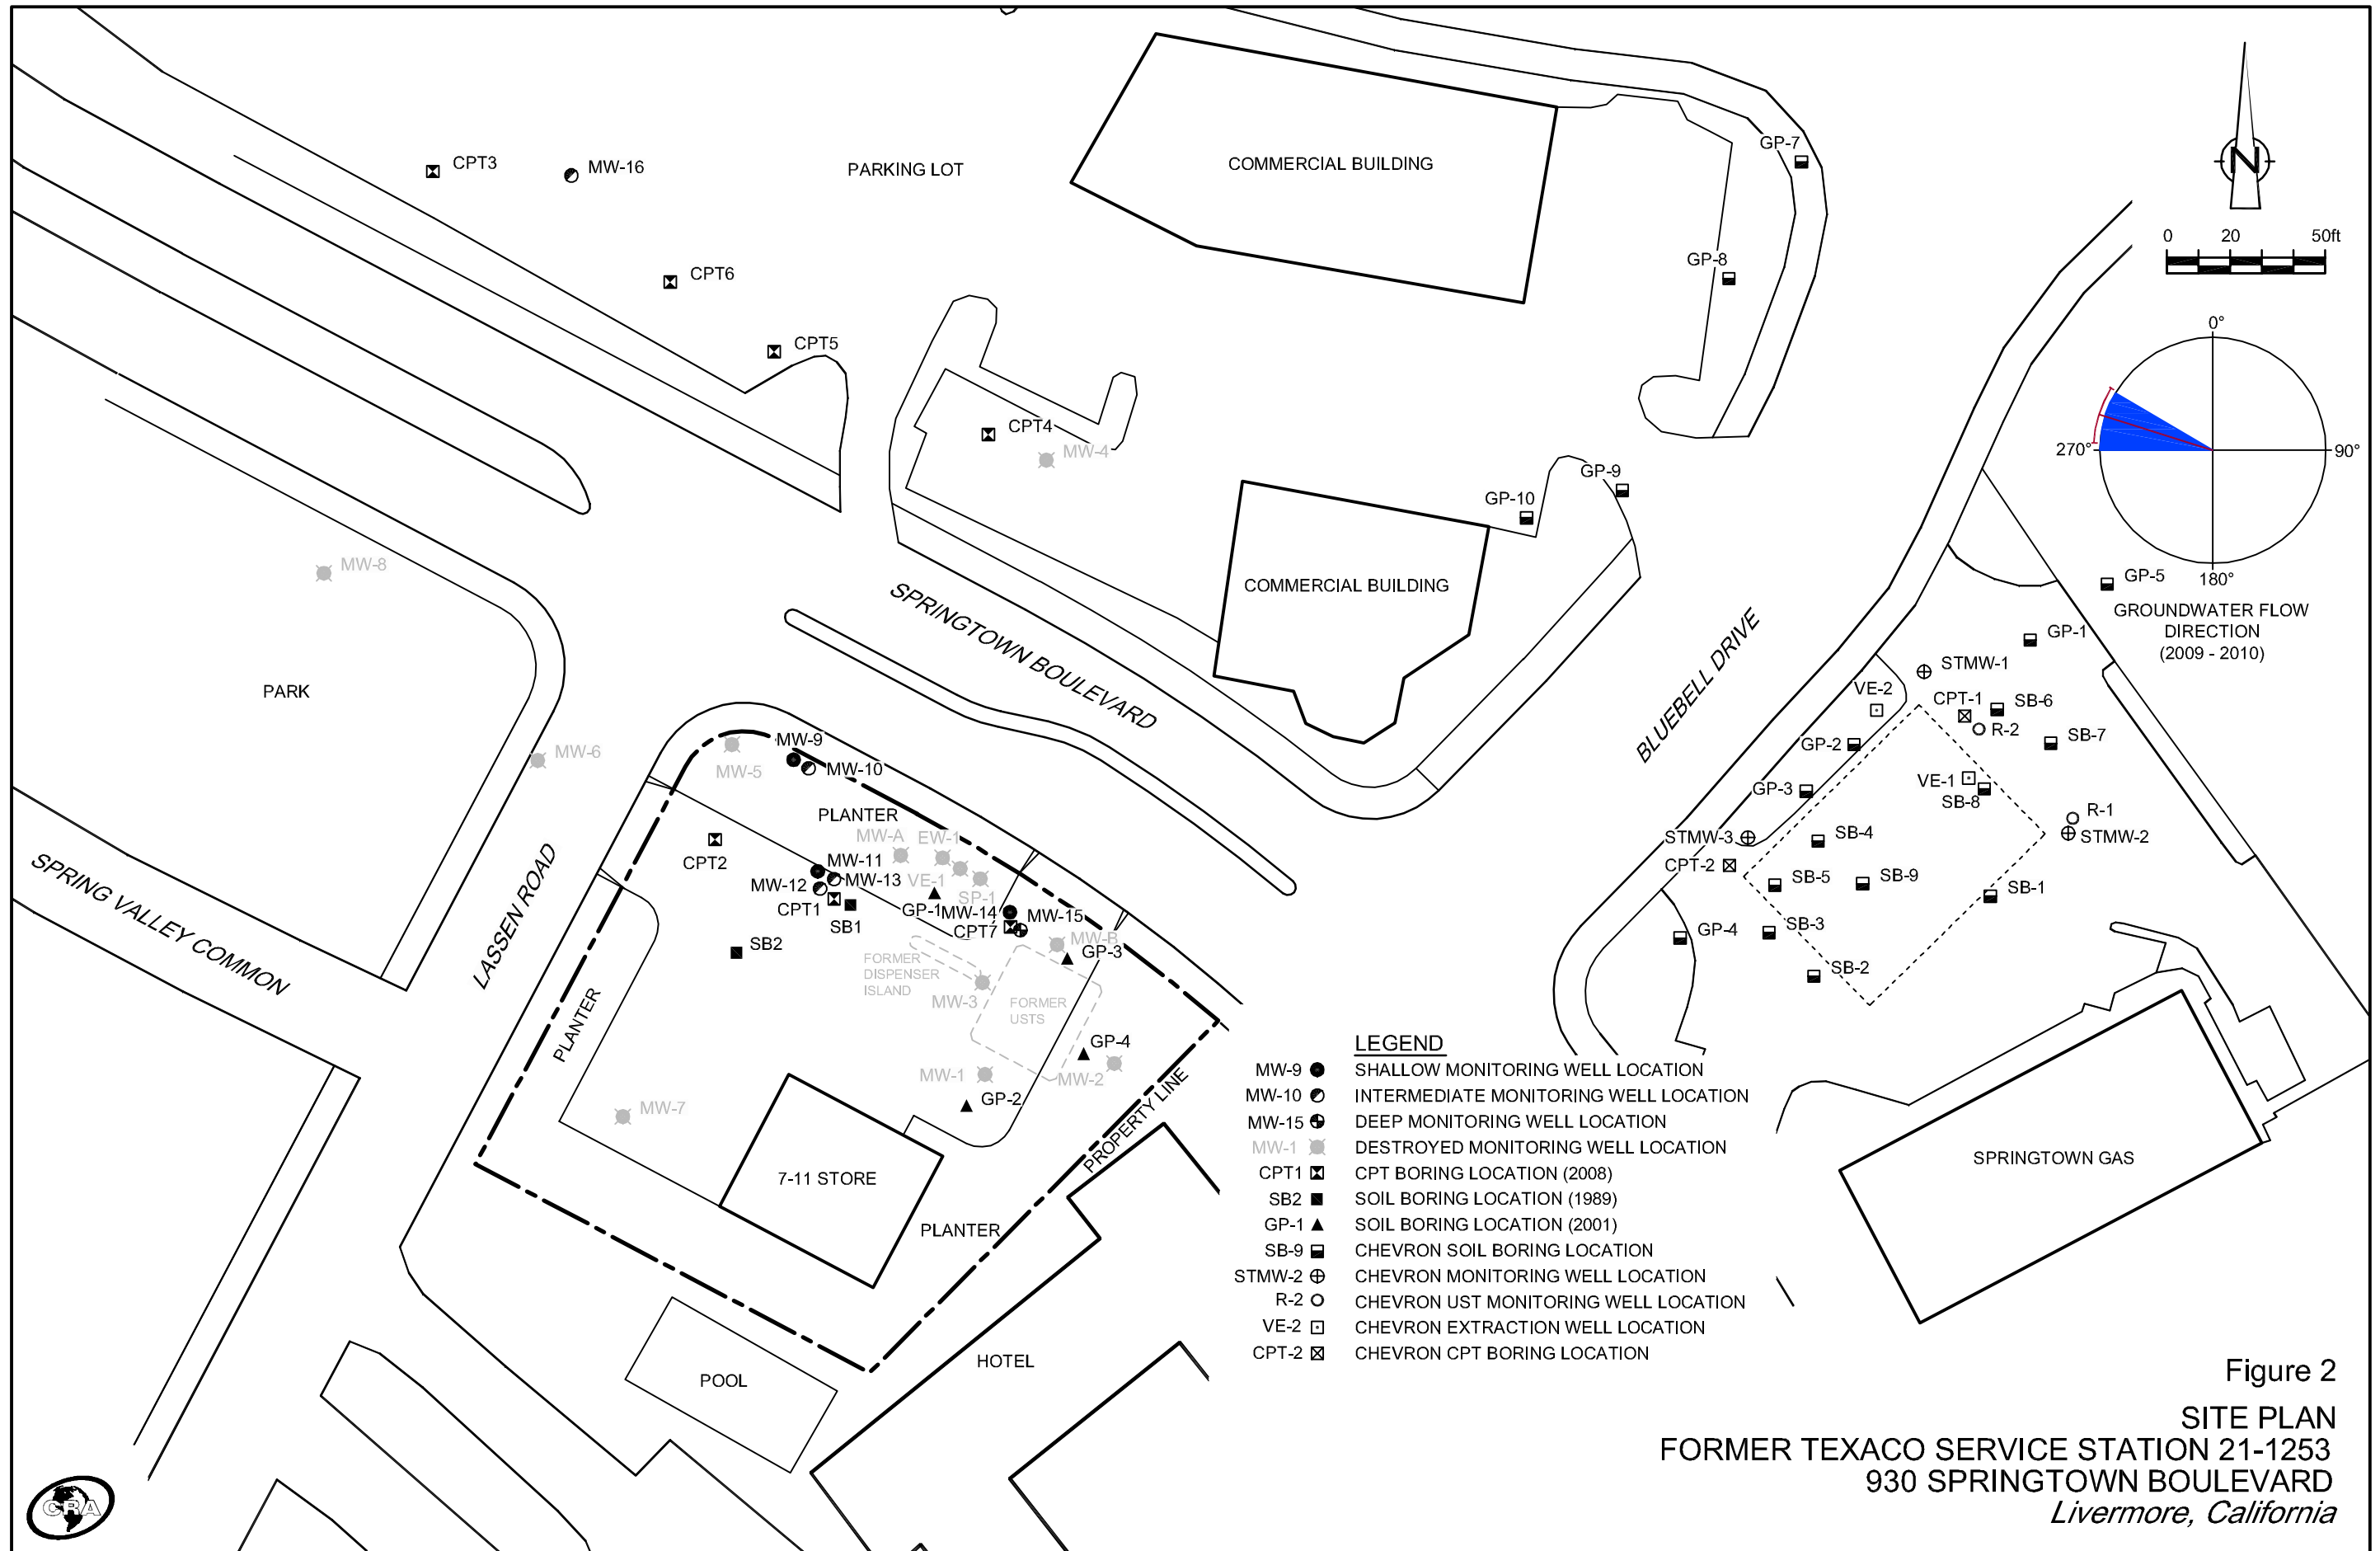 CPT3
MW-16
PARKING LOT
COMMERCIAL BUILDING
GP-7
N
0 20 50ft
CPT6
GP-8
CPT5
0°
270°
90°
180°
GROUNDWATER FLOW
DIRECTION
(2009 - 2010)
CPT4
MW-4
GP-9
GP-10
COMMERCIAL BUILDING
MW-8
SPRINGTOWN BOULEVARD
BLUEBELL DRIVE
GP-5
GP-1
STMW-1
VE-2
CPT-1
SB-6
R-2
SB-7
GP-2
VE-1
SB-8
GP-3
R-1
STMW-3
STMW-2
SB-4
CPT-2
SB-5
SB-9
SB-1
GP-4
SB-3
SB-2
PARK
MW-6
MW-5
MW-9
MW-10
PLANTER
MW-A
EW-1
CPT2
MW-11
MW-12
MW-13
VE-1
SP-1
CPT1
SB1
GP-1
MW-14
MW-15
CPT7
SB2
MW-B
GP-3
FORMER
DISPENSER
ISLAND
MW-3
FORMER
USTS
SPRING VALLEY COMMON
LASSEN ROAD
PLANTER
GP-4
MW-1
MW-2
GP-2
MW-7
PROPERTY LINE
7-11 STORE
PLANTER
POOL
HOTEL
SPRINGTOWN GAS
LEGEND
MW-9 SHALLOW MONITORING WELL LOCATION
MW-10 INTERMEDIATE MONITORING WELL LOCATION
MW-15 DEEP MONITORING WELL LOCATION
MW-1 DESTROYED MONITORING WELL LOCATION
CPT1 CPT BORING LOCATION (2008)
SB2 SOIL BORING LOCATION (1989)
GP-1 SOIL BORING LOCATION (2001)
SB-9 CHEVRON SOIL BORING LOCATION
STMW-2 CHEVRON MONITORING WELL LOCATION
R-2 CHEVRON UST MONITORING WELL LOCATION
VE-2 CHEVRON EXTRACTION WELL LOCATION
CPT-2 CHEVRON CPT BORING LOCATION
Figure 2
SITE PLAN
FORMER TEXACO SERVICE STATION 21-1253
930 SPRINGTOWN BOULEVARD
Livermore, California
CRA